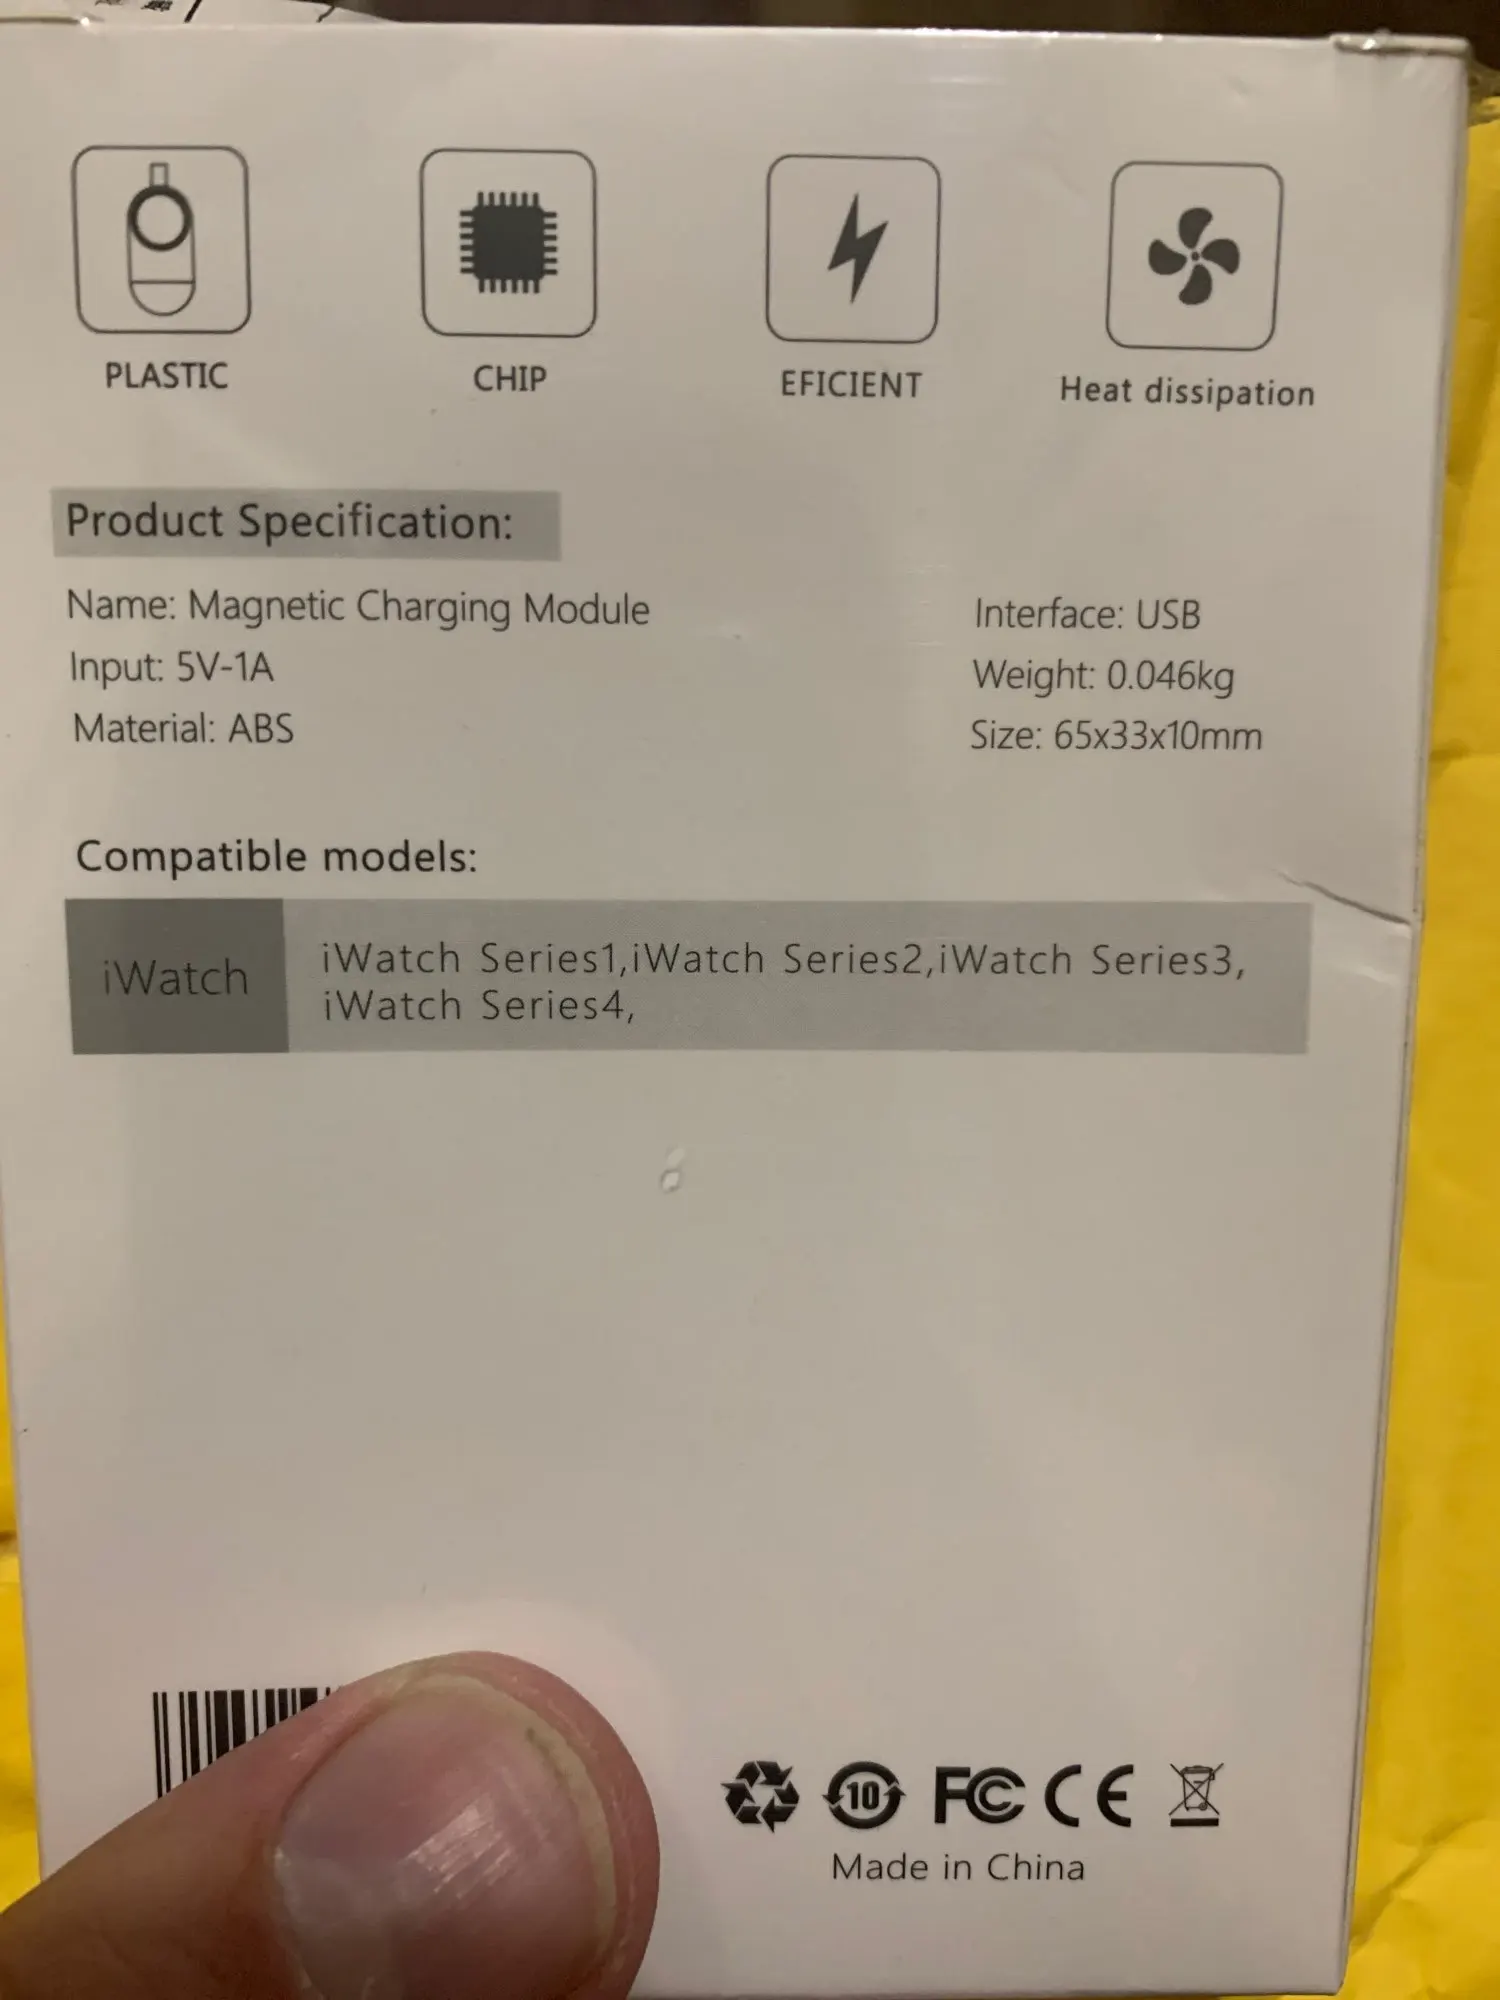 PLASTIC CHIP EFICIENT Heat dissipation
Product Specification:
Name: Magnetic Charging Module
Input: 5V-1A
Material: ABS
Interface: USB
Weight: 0.046kg
Size: 65x33x10mm
Compatible models:
iWatch
iWatch Series1,iWatch Series2,iWatch Series3,
iWatch Series4,
10 FC CE
Made in China